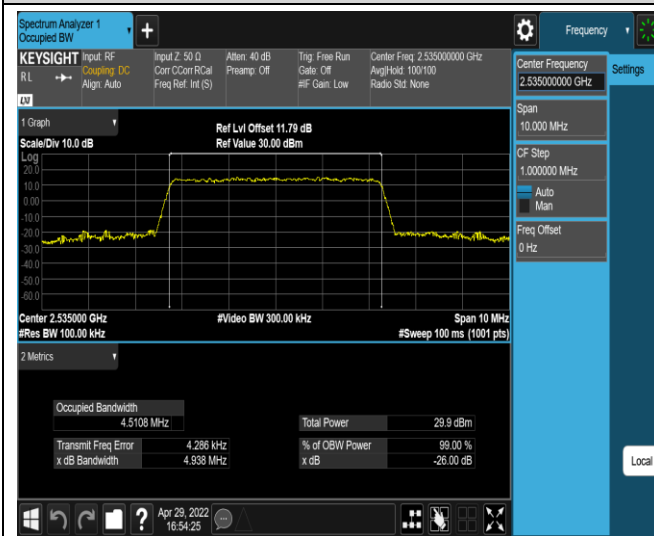 Spectrum Analyzer 1
Occupied BW
+
Frequency
KEYSIGHT
RL
LXI
Input: RF
Coupling: DC
Align: Auto
Input Z: 50 Ω
Corr CCorr RCal
Freq Ref: Int (S)
Atten: 40 dB
Preamp: Off
Trig: Free Run
Gate: Off
#IF Gain: Low
Center Freq: 2.535000000 GHz
Avg|Hold: 100/100
Radio Std: None
Center Frequency
2.535000000 GHz
Settings
Span
10.000 MHz
CF Step
1.000000 MHz
Auto
Man
Freq Offset
0 Hz
Local
1 Graph
Scale/Div 10.0 dB
Ref Lvl Offset 11.79 dB
Ref Value 30.00 dBm
Log
20.0
10.0
0.00
-10.0
-20.0
-30.0
-40.0
-50.0
-60.0
Center 2.535000 GHz
#Video BW 300.00 kHz
Span 10 MHz
#Res BW 100.00 kHz
#Sweep 100 ms (1001 pts)
2 Metrics
Occupied Bandwidth
4.5108 MHz
Total Power 29.9 dBm
Transmit Freq Error 4.286 kHz
% of OBW Power 99.00 %
x dB Bandwidth 4.938 MHz
x dB -26.00 dB
?
Apr 29, 2022
16:54:25